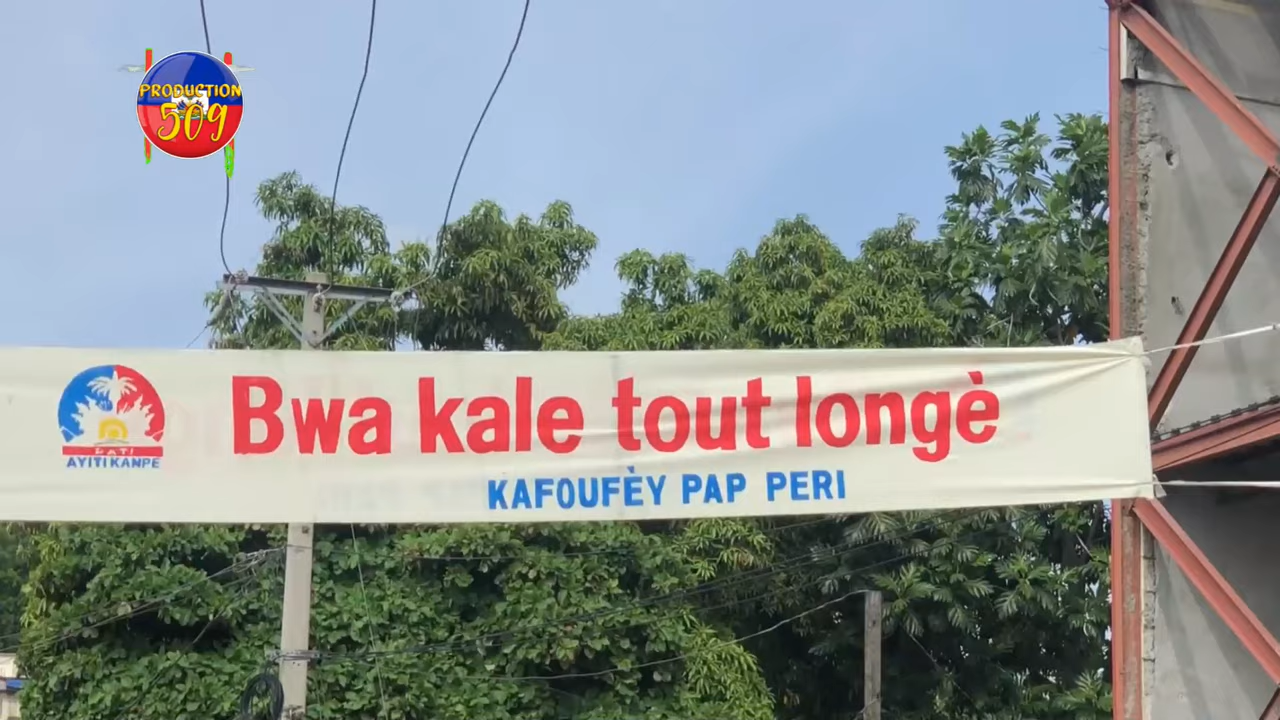 PRODUCTION
509
Bwa kale tout longè
PATI
AYITI KANPE
KAFOUFÈY PAP PERI